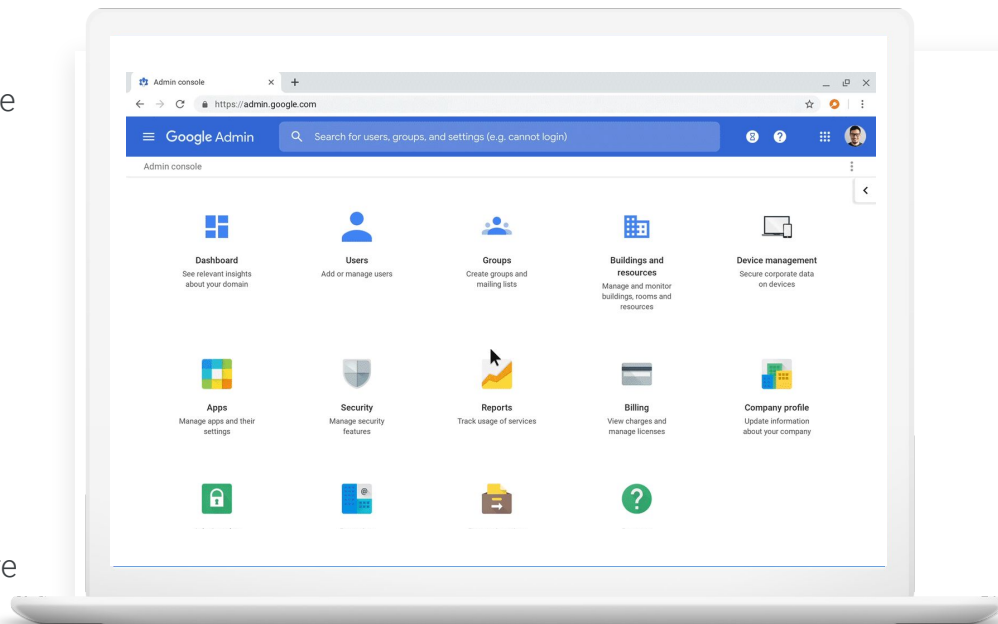 e
Admin console
https://admin.google.com
Google Admin
Search for users, groups, and settings (e.g. cannot login)
8
?
Admin console
Dashboard
See relevant insights
about your domain
Users
Add or manage users
Groups
Create groups and
mailing lists
Buildings and
resources
Manage and monitor
buildings, rooms and
resources
Device management
Secure corporate data
on devices
Apps
Manage apps and their
settings
Security
Manage security
features
Reports
Track usage of services
Billing
View charges and
manage licenses
Company profile
Update information
about your company
@
?
e